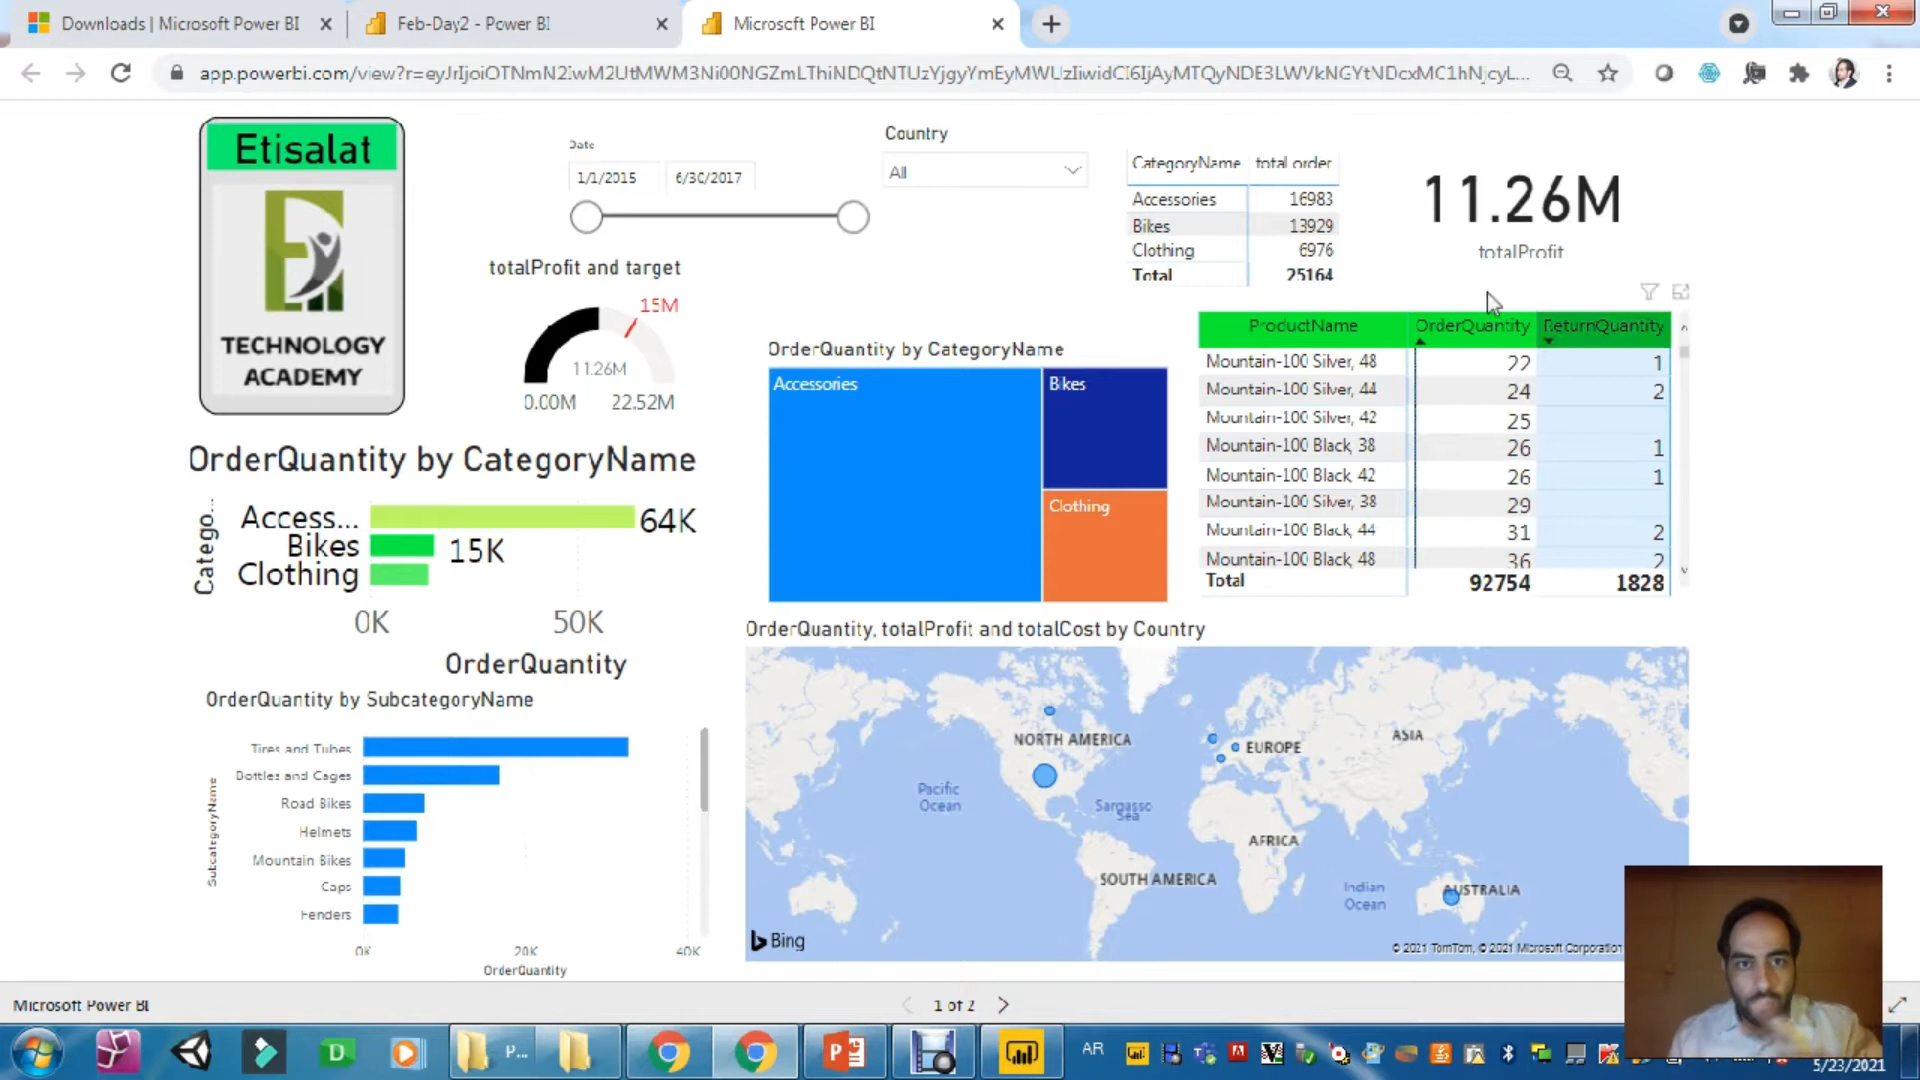 Downloads | Microsoft Power BI
Feb-Day2 - Power BI
Microsoft Power BI
Etisalat
TECHNOLOGY
ACADEMY
Date
1/1/2015
6/30/2017
Country
All
CategoryName total order
Accessories 16983
Bikes 13929
Clothing 6976
Total 25164
11.26M
totalProfit
totalProfit and target
15M
11.26M
0.00M
22.52M
OrderQuantity by CategoryName
Accessories
Bikes
Clothing
ProductName OrderQuantity ReturnQuantity
Mountain-100 Silver, 48 22 1
Mountain-100 Silver, 44 24 2
Mountain-100 Silver, 42 25
Mountain-100 Black, 38 26 1
Mountain-100 Black, 42 26 1
Mountain-100 Silver, 38 29
Mountain-100 Black, 44 31 2
Mountain-100 Black, 48 36 2
Total 92754 1828
OrderQuantity by CategoryName
Catego...
Access... 64K
Bikes 15K
Clothing
0K 50K
OrderQuantity
OrderQuantity by SubcategoryName
SubcategoryName
Tires and Tubes
Bottles and Cages
Road Bikes
Helmets
Mountain Bikes
Caps
Fenders
0K 20K 40K
OrderQuantity
OrderQuantity, totalProfit and totalCost by Country
NORTH AMERICA
EUROPE
ASIA
Pacific
Ocean
Sargasso
Sea
AFRICA
SOUTH AMERICA
Indian
Ocean
AUSTRALIA
Bing
© 2021 TomTom, © 2021 Microsoft Corporation
Microsoft Power BI
1 of 2
P...
AR
5/23/2021